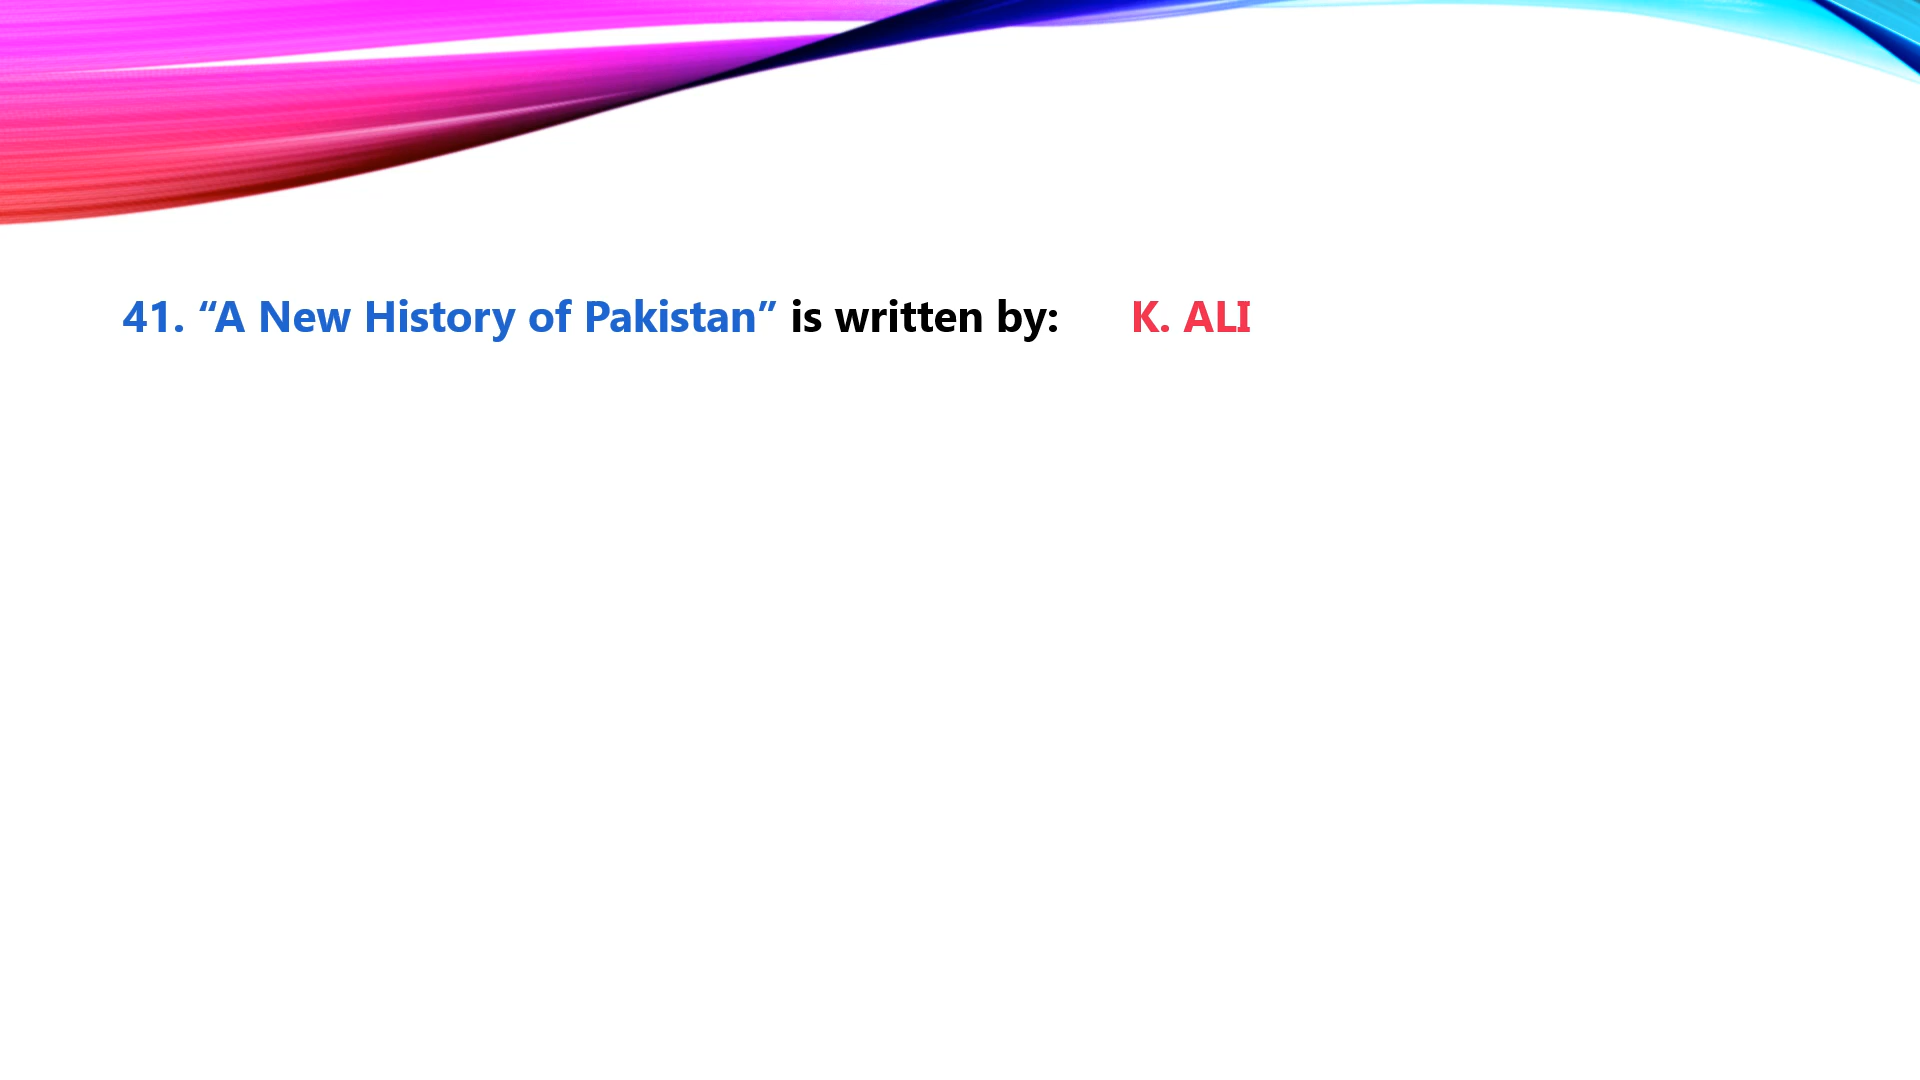 41. “A New History of Pakistan” is written by: K. ALI